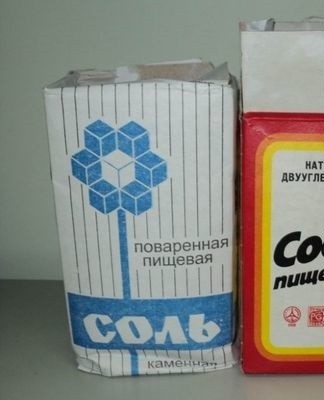 поваренная
пищевая
соль
каменная
НАТ
ДВУУГЛЕ
Со
пище